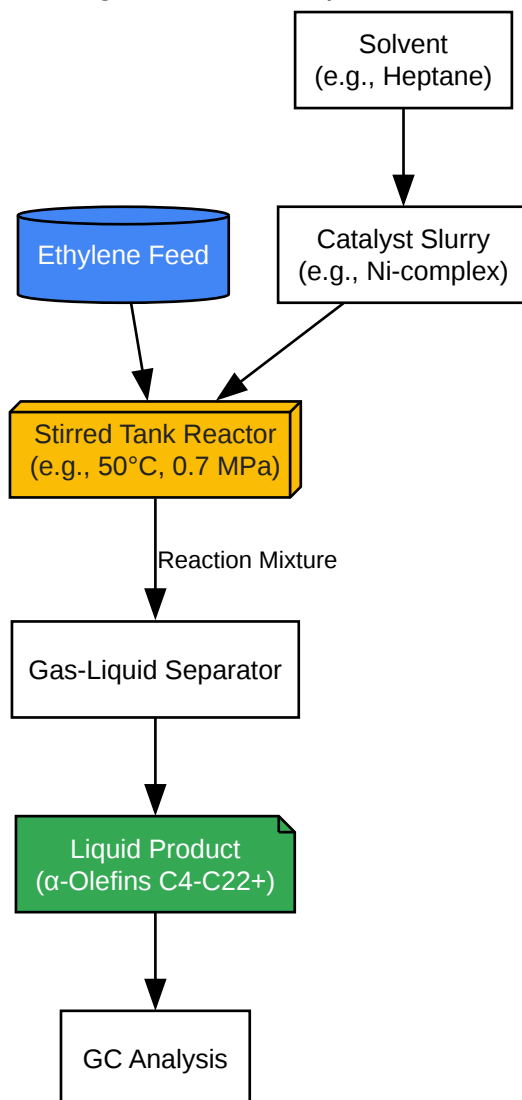 Solvent
(e.g., Heptane)
Ethylene Feed
Catalyst Slurry
(e.g., Ni-complex)
Stirred Tank Reactor
(e.g., 50°C, 0.7 MPa)
Reaction Mixture
Gas-Liquid Separator
Liquid Product
(α-Olefins C4-C22+)
GC Analysis